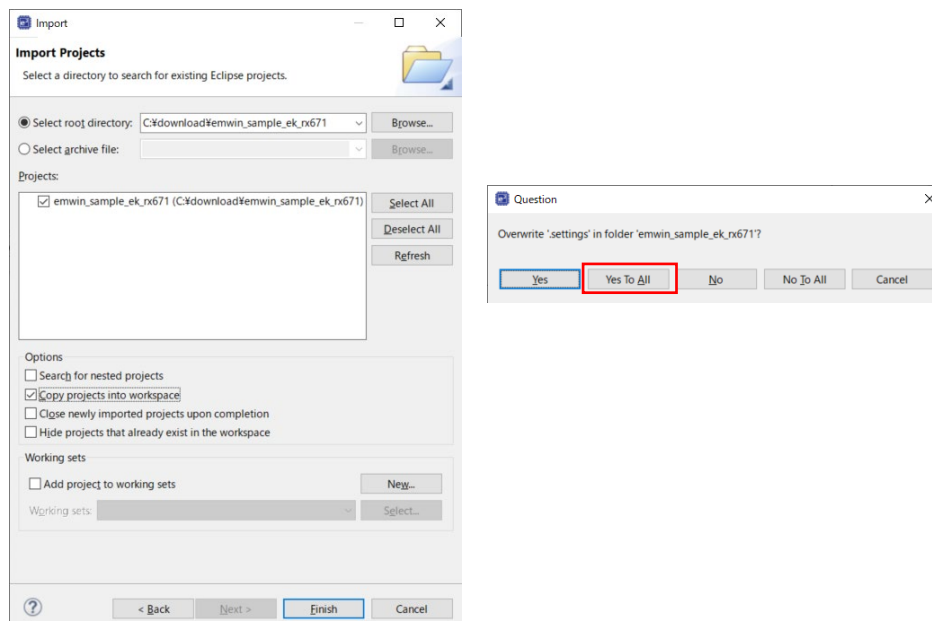 Import
Import Projects
Select a directory to search for existing Eclipse projects.
Select root directory: C:¥download¥emwin_sample_ek_rx671 Browse...
Select archive file: Browse...
Projects:
emwin_sample_ek_rx671 (C:¥download¥emwin_sample_ek_rx671)
Select All
Deselect All
Refresh
Options
Search for nested projects
Copy projects into workspace
Close newly imported projects upon completion
Hide projects that already exist in the workspace
Working sets
Add project to working sets New...
Working sets: Select...
? < Back Next > Finish Cancel
Question
Overwrite '.settings' in folder 'emwin_sample_ek_rx671'?
Yes Yes To All No No To All Cancel